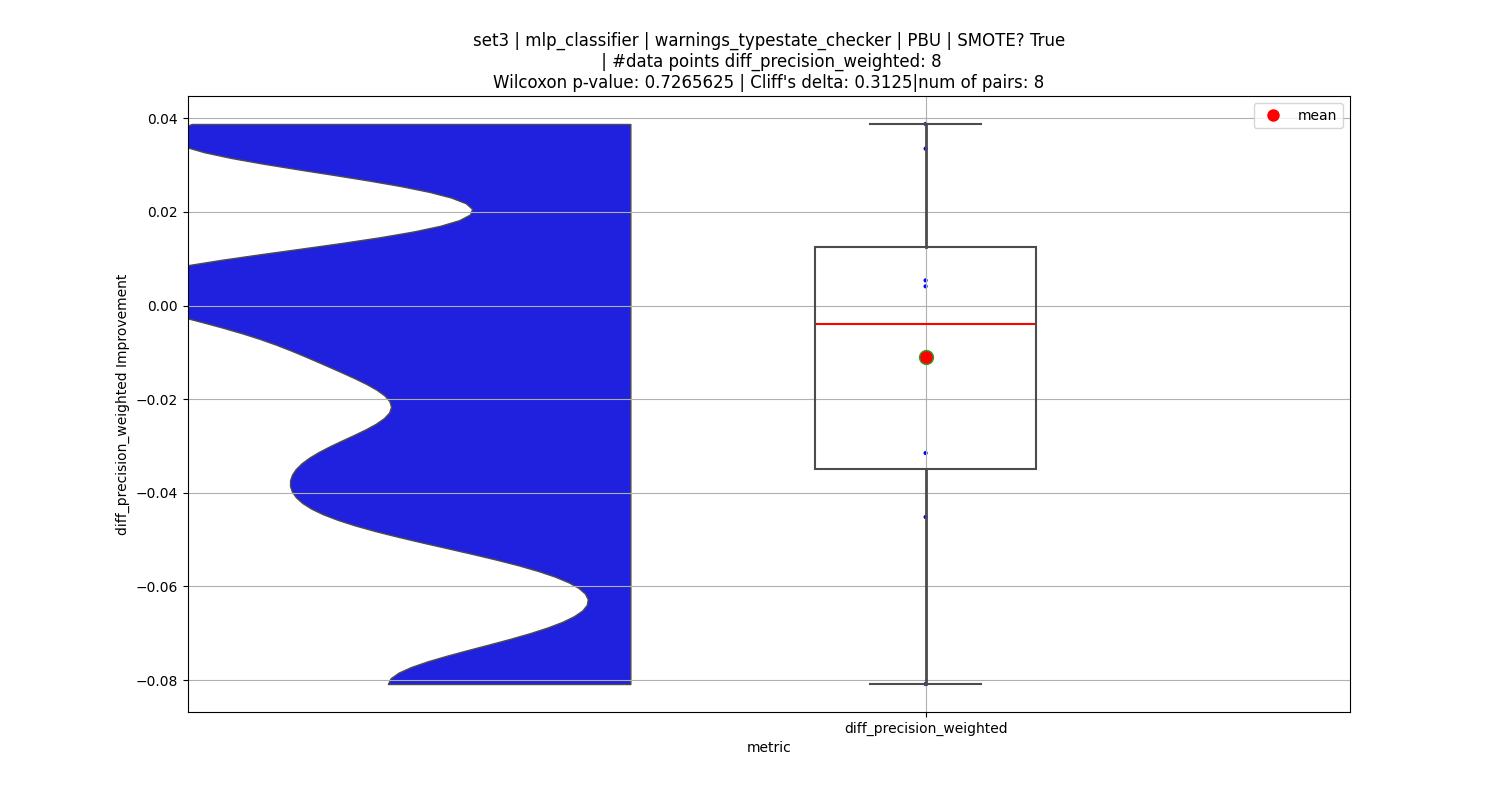 set3 | mlp_classifier | warnings_typestate_checker | PBU | SMOTE? True
| #data points diff_precision_weighted: 8
Wilcoxon p-value: 0.7265625 | Cliff's delta: 0.3125|num of pairs: 8
mean
0.04
0.02
0.00
−0.02
−0.04
−0.06
−0.08
diff_precision_weighted Improvement
diff_precision_weighted
metric